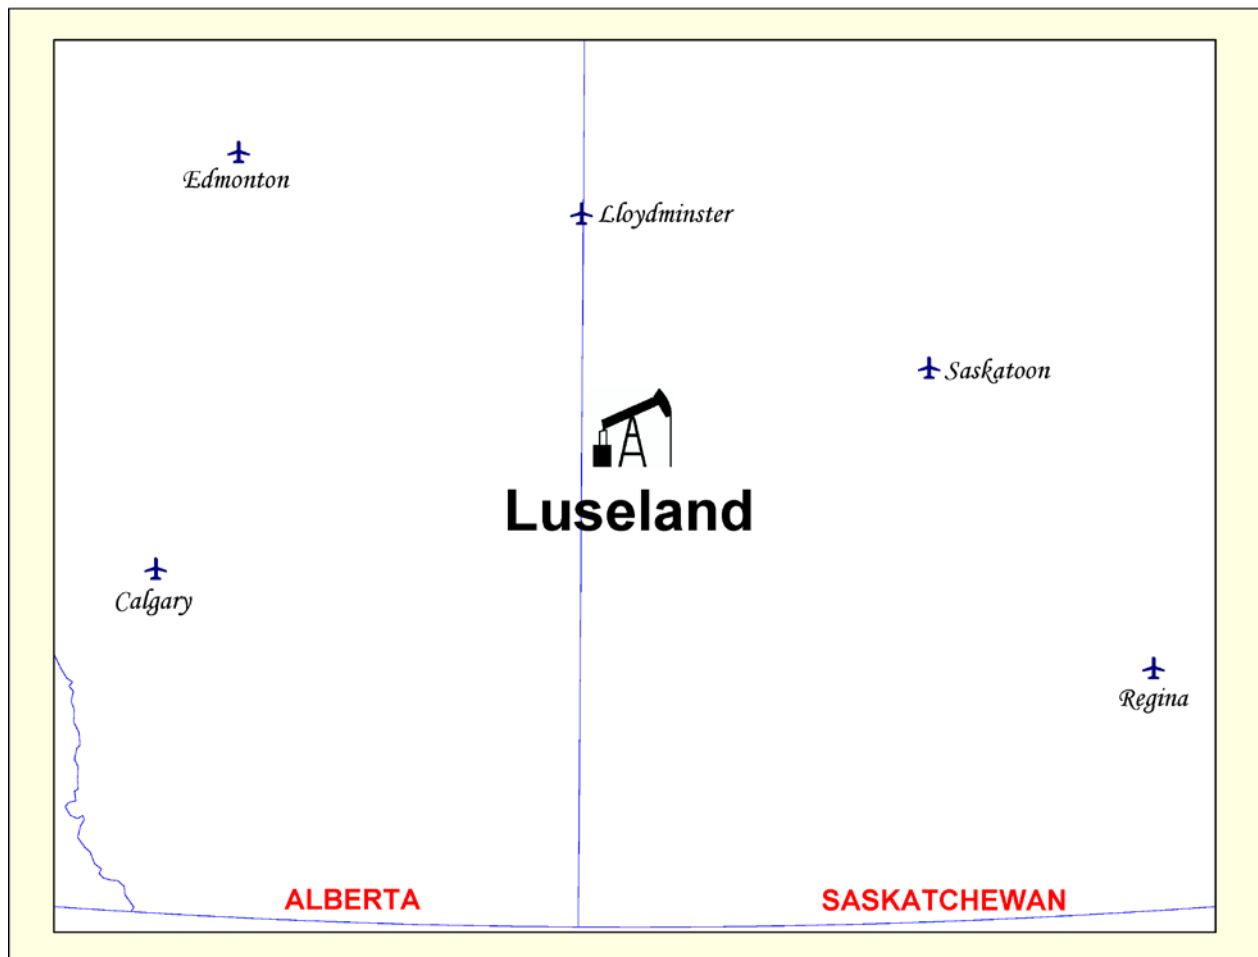 Edmonton
Lloydminster
Saskatoon
Luseland
Calgary
Regina
ALBERTA
SASKATCHEWAN